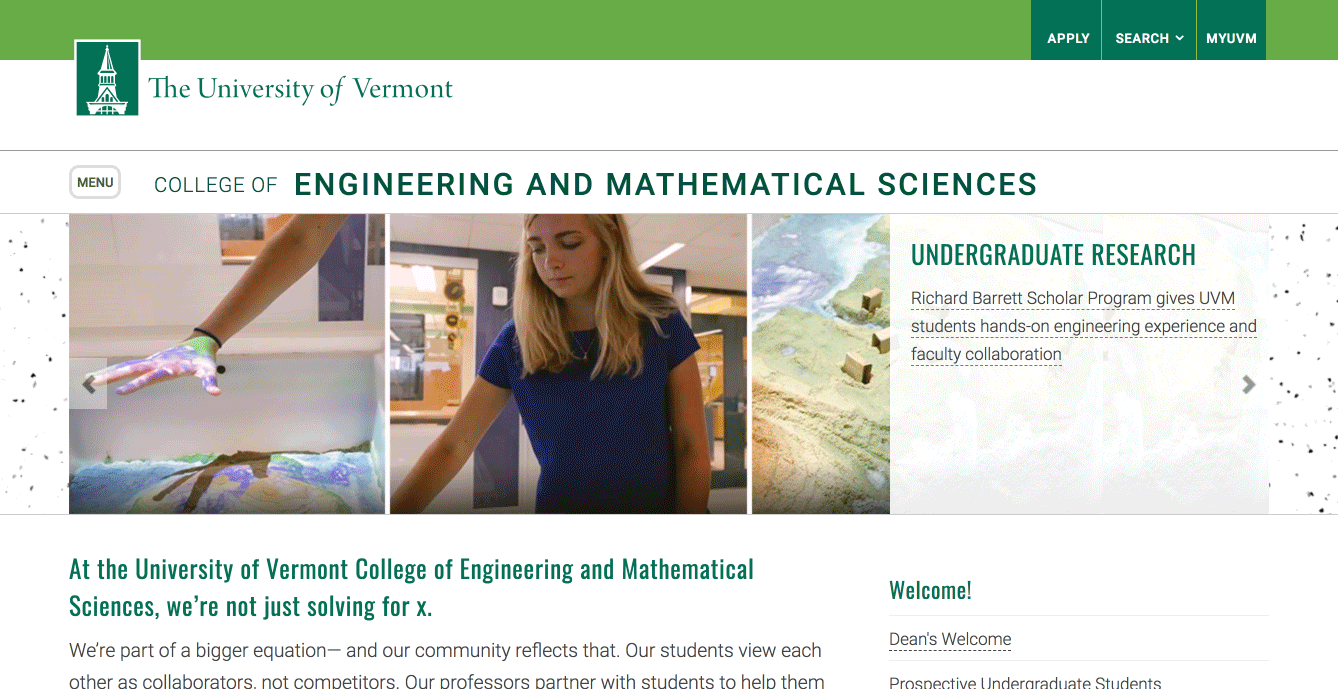 APPLY
SEARCH
MYUVM
The University of Vermont
MENU
COLLEGE OF ENGINEERING AND MATHEMATICAL SCIENCES
UNDERGRADUATE RESEARCH
Richard Barrett Scholar Program gives UVM
students hands-on engineering experience and
faculty collaboration
At the University of Vermont College of Engineering and Mathematical
Sciences, we’re not just solving for x.
We’re part of a bigger equation— and our community reflects that. Our students view each
other as collaborators, not competitors. Our professors partner with students to help them
Welcome!
Dean's Welcome
Prospective Undergraduate Students